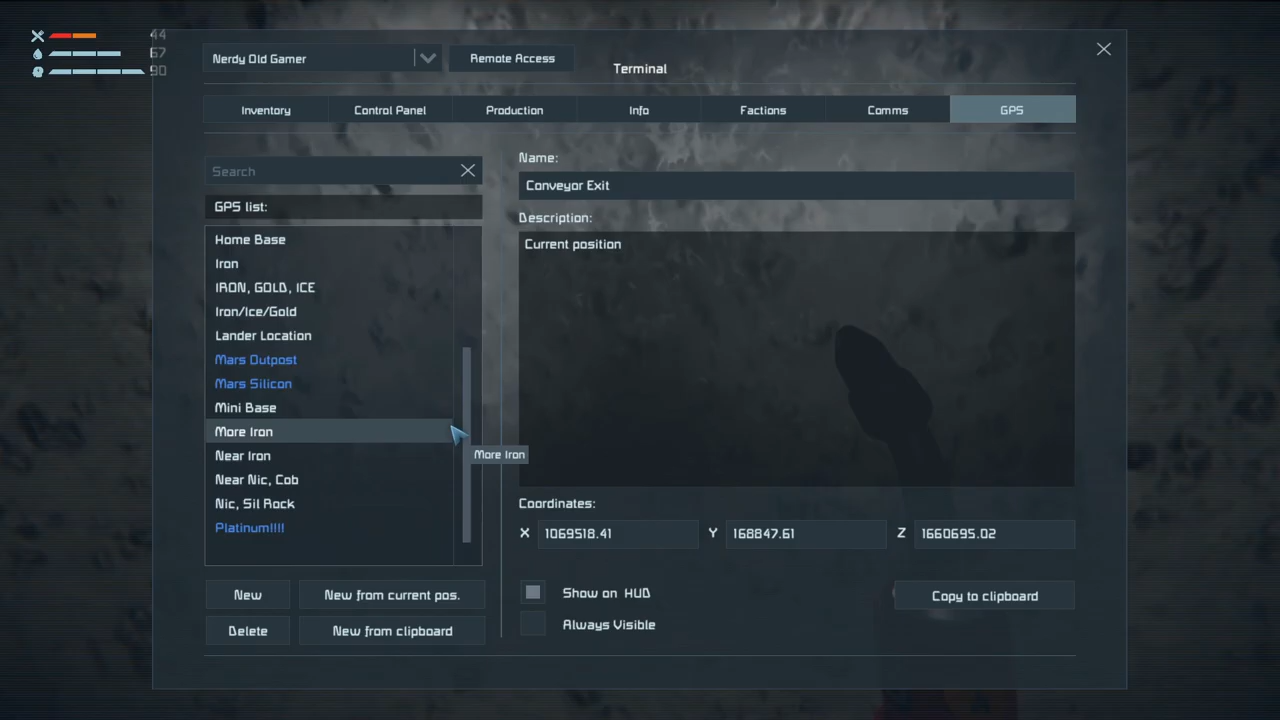 44
67
90
Nerdy Old Gamer
Remote Access
Terminal
Inventory
Control Panel
Production
Info
Factions
Comms
GPS
Search
GPS list:
Home Base
Iron
IRON, GOLD, ICE
Iron/Ice/Gold
Lander Location
Mars Outpost
Mars Silicon
Mini Base
More Iron
Near Iron
Near Nic, Cob
Nic, Sil Rock
Platinum!!!!
More Iron
New
New from current pos.
Delete
New from clipboard
Name:
Conveyor Exit
Description:
Current position
Coordinates:
X 1069518.41 Y 168847.61 Z 1660695.02
Show on HUD
Always Visible
Copy to clipboard